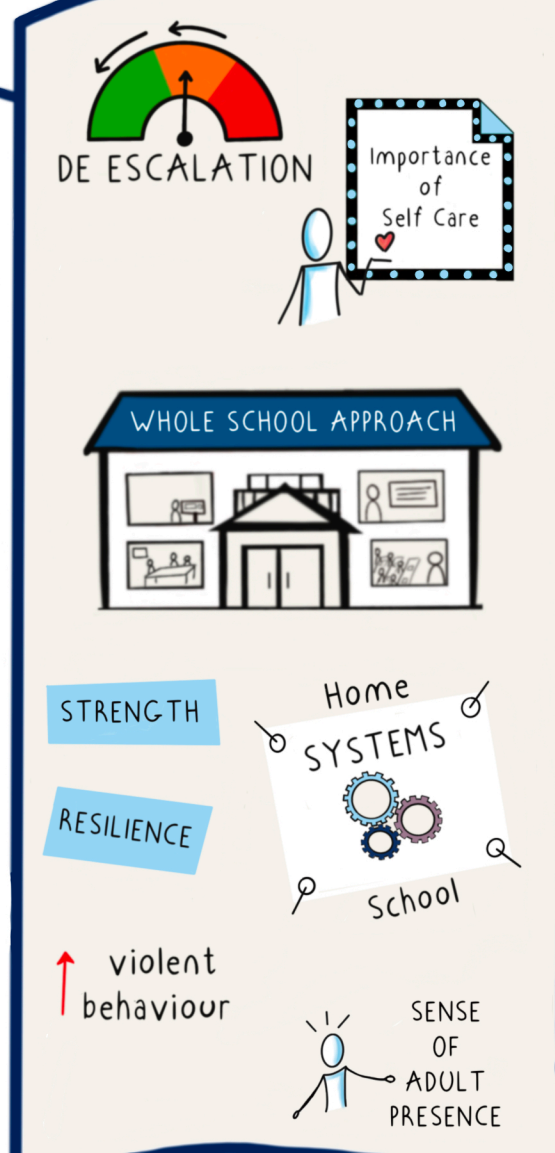 DE ESCALATION
Importance
of
Self Care
WHOLE SCHOOL APPROACH
STRENGTH
RESILIENCE
Home
SYSTEMS
School
violent
behaviour
SENSE
OF
ADULT
PRESENCE